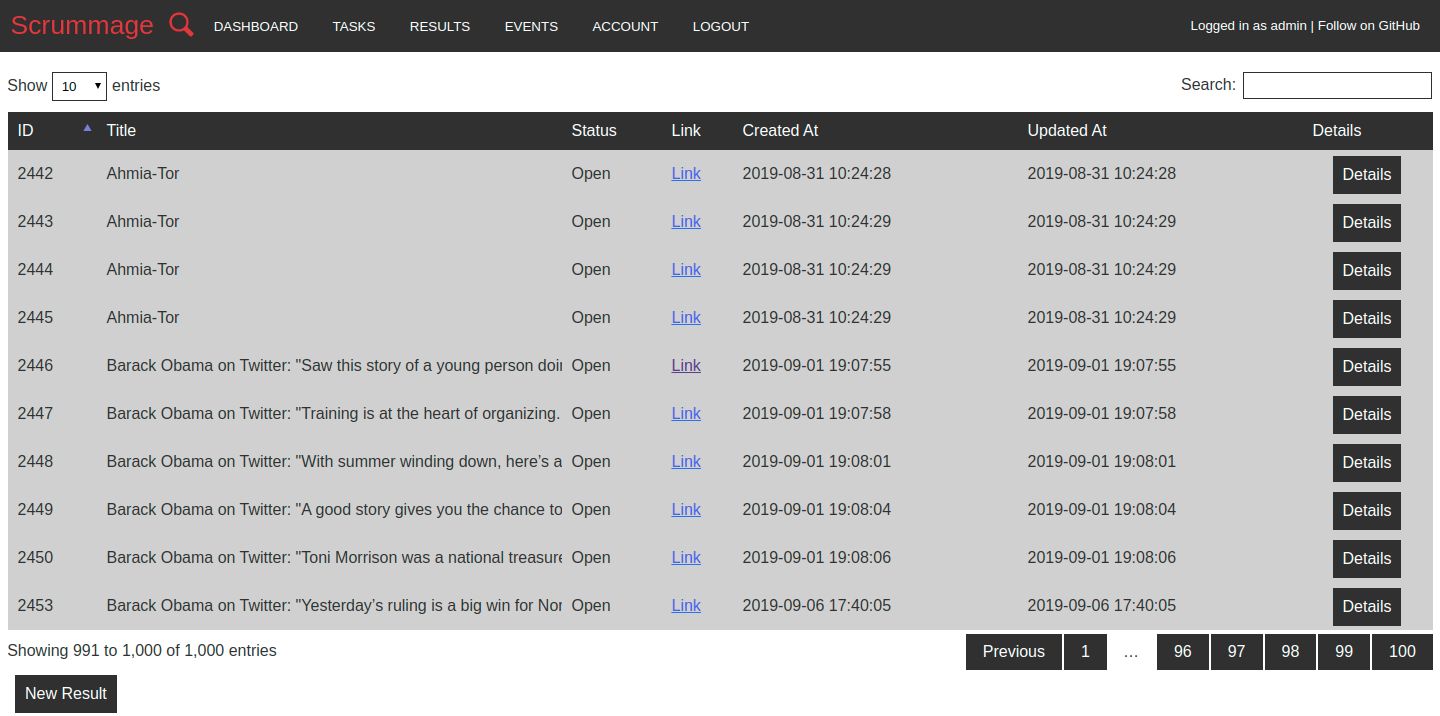 Scrummage DASHBOARD TASKS RESULTS EVENTS ACCOUNT LOGOUT Logged in as admin | Follow on GitHub
Show 10 entries Search:
ID Title Status Link Created At Updated At Details
2442 Ahmia-Tor Open Link 2019-08-31 10:24:28 2019-08-31 10:24:28 Details
2443 Ahmia-Tor Open Link 2019-08-31 10:24:29 2019-08-31 10:24:29 Details
2444 Ahmia-Tor Open Link 2019-08-31 10:24:29 2019-08-31 10:24:29 Details
2445 Ahmia-Tor Open Link 2019-08-31 10:24:29 2019-08-31 10:24:29 Details
2446 Barack Obama on Twitter: "Saw this story of a young person doin Open Link 2019-09-01 19:07:55 2019-09-01 19:07:55 Details
2447 Barack Obama on Twitter: "Training is at the heart of organizing. Open Link 2019-09-01 19:07:58 2019-09-01 19:07:58 Details
2448 Barack Obama on Twitter: "With summer winding down, here’s a Open Link 2019-09-01 19:08:01 2019-09-01 19:08:01 Details
2449 Barack Obama on Twitter: "A good story gives you the chance to Open Link 2019-09-01 19:08:04 2019-09-01 19:08:04 Details
2450 Barack Obama on Twitter: "Toni Morrison was a national treasure Open Link 2019-09-01 19:08:06 2019-09-01 19:08:06 Details
2453 Barack Obama on Twitter: "Yesterday’s ruling is a big win for Nor Open Link 2019-09-06 17:40:05 2019-09-06 17:40:05 Details
Showing 991 to 1,000 of 1,000 entries Previous 1 … 96 97 98 99 100
New Result